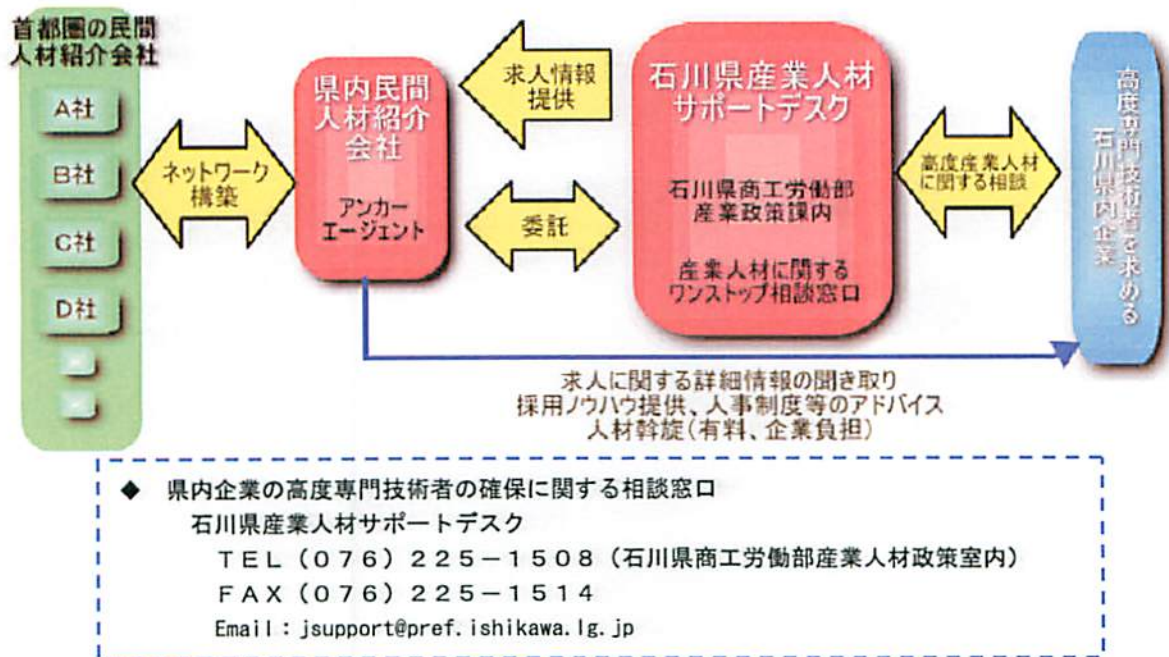 首都圏の民間
人材紹介会社
A社
B社
C社
D社
ネットワーク
構築
県内民間
人材紹介
会社
アンカー
エージェント
求人情報
提供
委託
石川県産業人材
サポートデスク
石川県商工労働部
産業政策課内
産業人材に関する
ワンストップ相談窓口
高度産業人材
に関する相談
高度専門技術者を求める
石川県内企業
求人に関する詳細情報の聞き取り
採用ノウハウ提供、人事制度等のアドバイス
人材斡旋(有料、企業負担)
◆ 県内企業の高度専門技術者の確保に関する相談窓口
石川県産業人材サポートデスク
ＴＥＬ（０７６）２２５－１５０８（石川県商工労働部産業人材政策室内）
ＦＡＸ（０７６）２２５－１５１４
Email：jsupport@pref.ishikawa.lg.jp